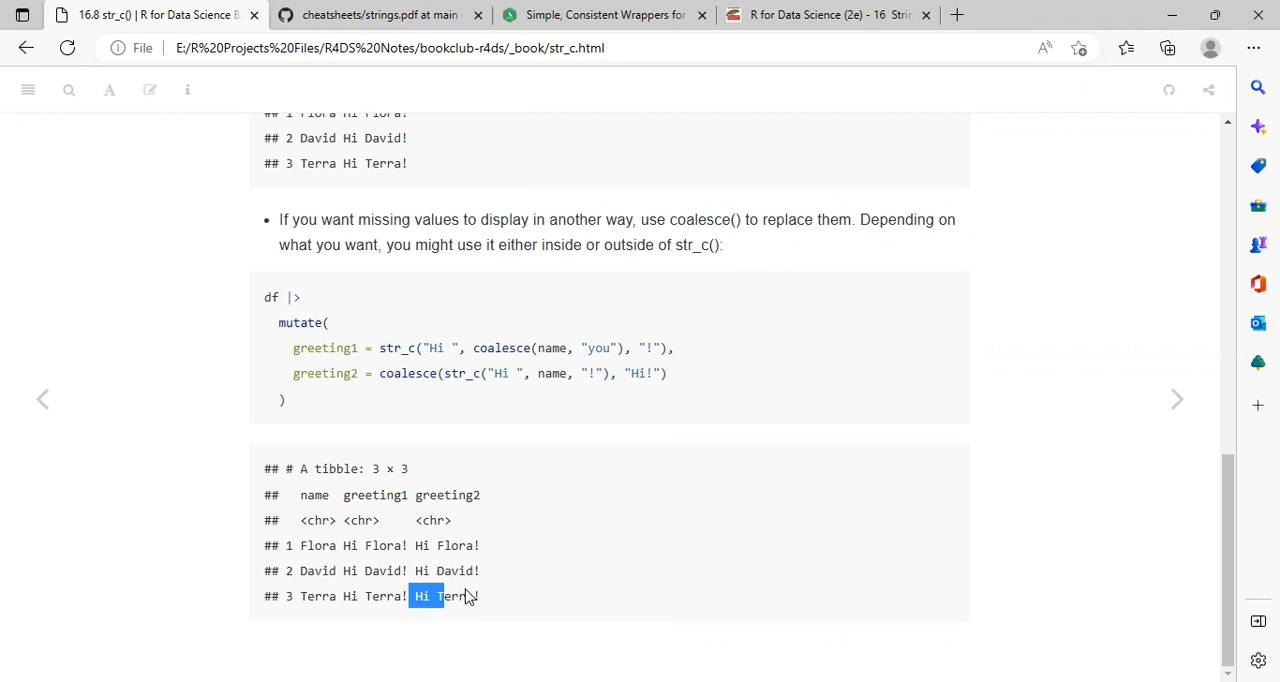 16.8 str_c() | R for Data Science B
cheatsheets/strings.pdf at main ·
Simple, Consistent Wrappers for
R for Data Science (2e) - 16 Strin
File
E:/R%20Projects%20Files/R4DS%20Notes/bookclub-r4ds/_book/str_c.html
## 1 Flora Hi Flora!
## 2 David Hi David!
## 3 Terra Hi Terra!
• If you want missing values to display in another way, use coalesce() to replace them. Depending on
what you want, you might use it either inside or outside of str_c():
df |>
mutate(
greeting1 = str_c("Hi ", coalesce(name, "you"), "!"),
greeting2 = coalesce(str_c("Hi ", name, "!"), "Hi!")
)
## # A tibble: 3 × 3
##   name  greeting1 greeting2
##   <chr> <chr>     <chr>
## 1 Flora Hi Flora! Hi Flora!
## 2 David Hi David! Hi David!
## 3 Terra Hi Terra! Hi Terra!